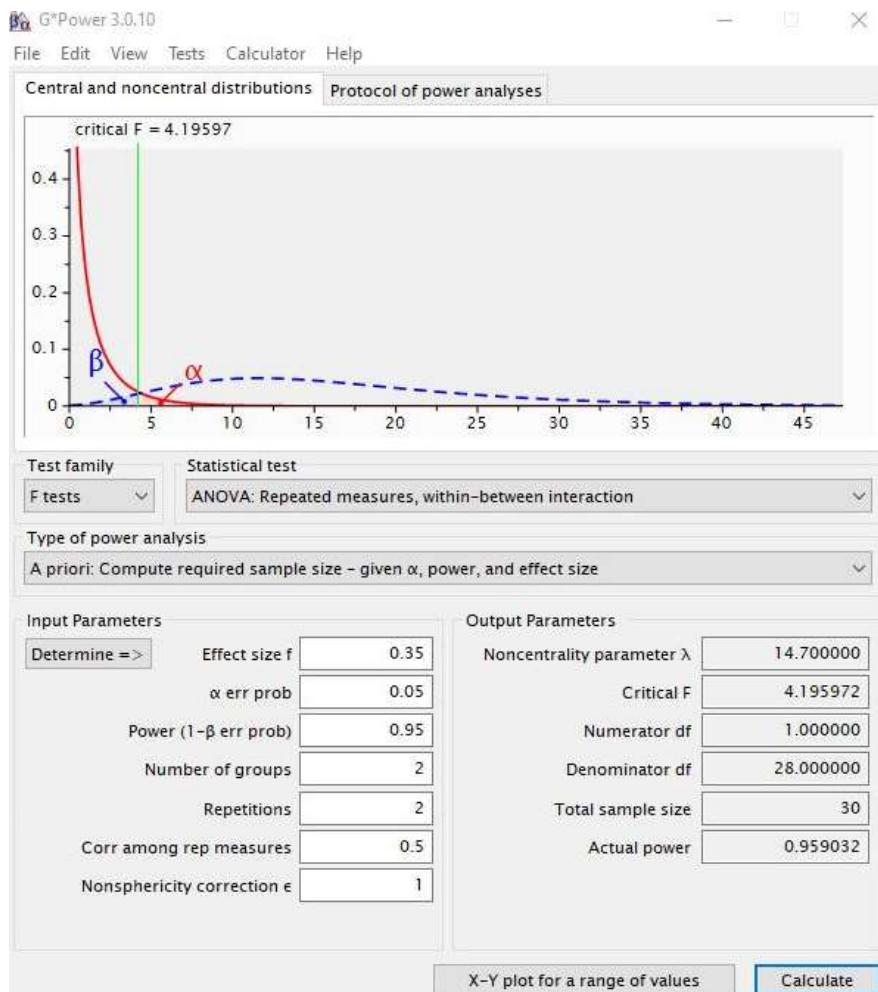 βα G*Power 3.0.10
File Edit View Tests Calculator Help
Central and noncentral distributions Protocol of power analyses
critical F = 4.19597
0.4
0.3
0.2
0.1
β α
0
0 5 10 15 20 25 30 35 40 45
Test family Statistical test
F tests ANOVA: Repeated measures, within-between interaction
Type of power analysis
A priori: Compute required sample size - given α, power, and effect size
Input Parameters Output Parameters
Determine => Effect size f 0.35 Noncentrality parameter λ 14.700000
α err prob 0.05 Critical F 4.195972
Power (1-β err prob) 0.95 Numerator df 1.000000
Number of groups 2 Denominator df 28.000000
Repetitions 2 Total sample size 30
Corr among rep measures 0.5 Actual power 0.959032
Nonsphericity correction ϵ 1
X-Y plot for a range of values Calculate